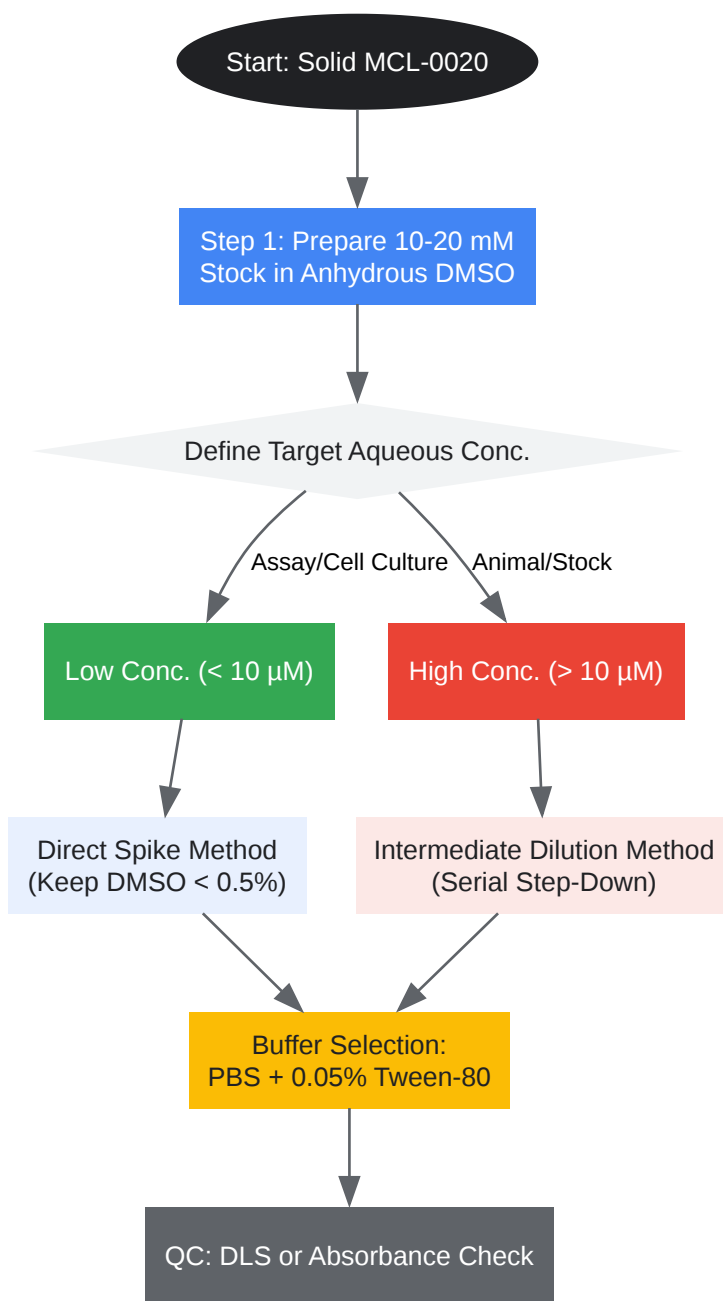 Start: Solid MCL-0020
Step 1: Prepare 10-20 mM
Stock in Anhydrous DMSO
Define Target Aqueous Conc.
Assay/Cell Culture
Animal/Stock
Low Conc. (< 10 µM)
High Conc. (> 10 µM)
Direct Spike Method
(Keep DMSO < 0.5%)
Intermediate Dilution Method
(Serial Step-Down)
Buffer Selection:
PBS + 0.05% Tween-80
QC: DLS or Absorbance Check